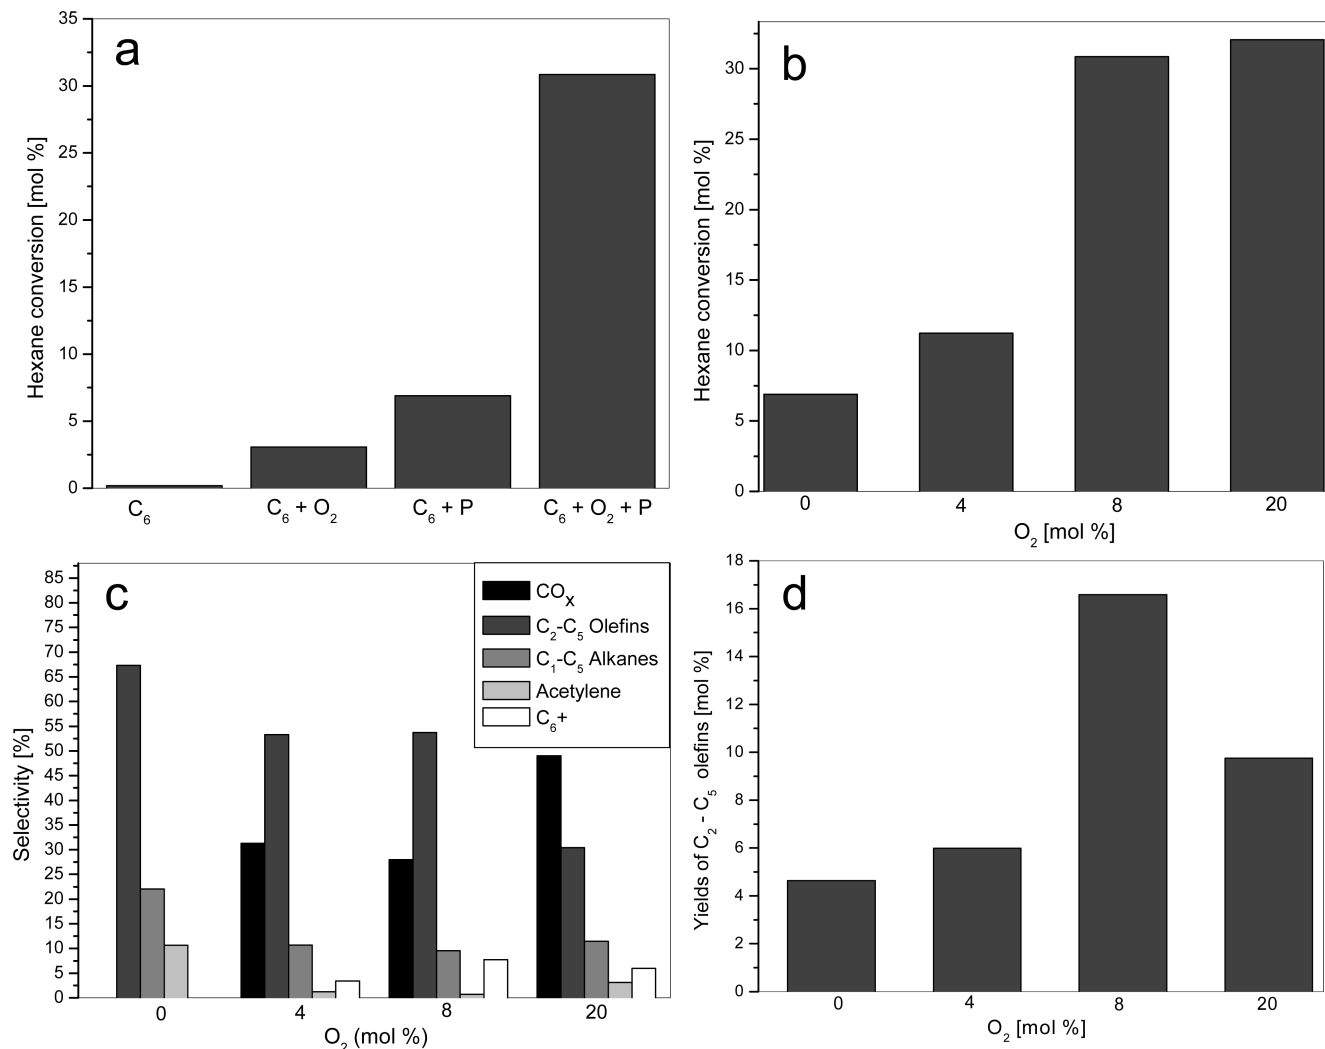 a
Hexane conversion [mol %]
35
30
25
20
15
10
5
0
C6
C6 + O2
C6 + P
C6 + O2 + P
b
Hexane conversion [mol %]
30
25
20
15
10
5
0
0
4
8
20
O2 [mol %]
c
Selectivity [%]
85
80
75
70
65
60
55
50
45
40
35
30
25
20
15
10
5
0
COx
C2-C5 Olefins
C1-C5 Alkanes
Acetylene
C6+
0
4
8
20
O2 (mol %)
d
Yields of C2 - C5 olefins [mol %]
18
16
14
12
10
8
6
4
2
0
0
4
8
20
O2 [mol %]